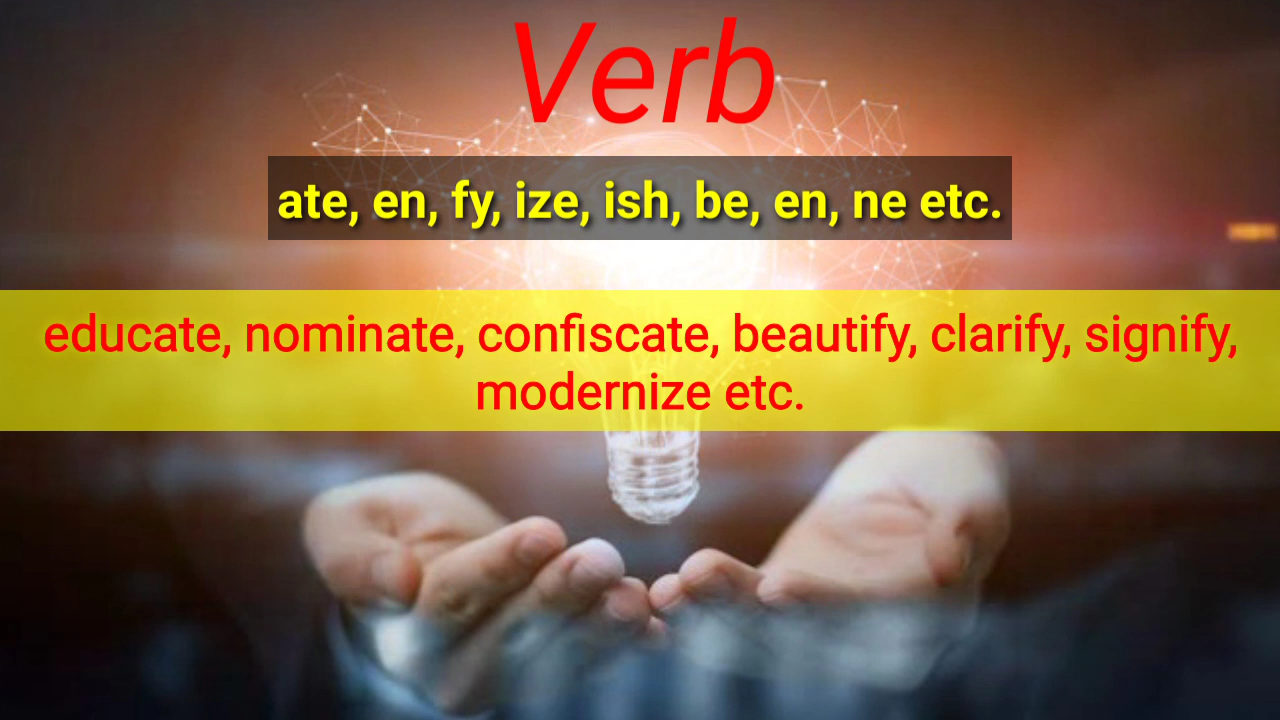 Verb
ate, en, fy, ize, ish, be, en, ne etc.
educate, nominate, confiscate, beautify, clarify, signify,
modernize etc.